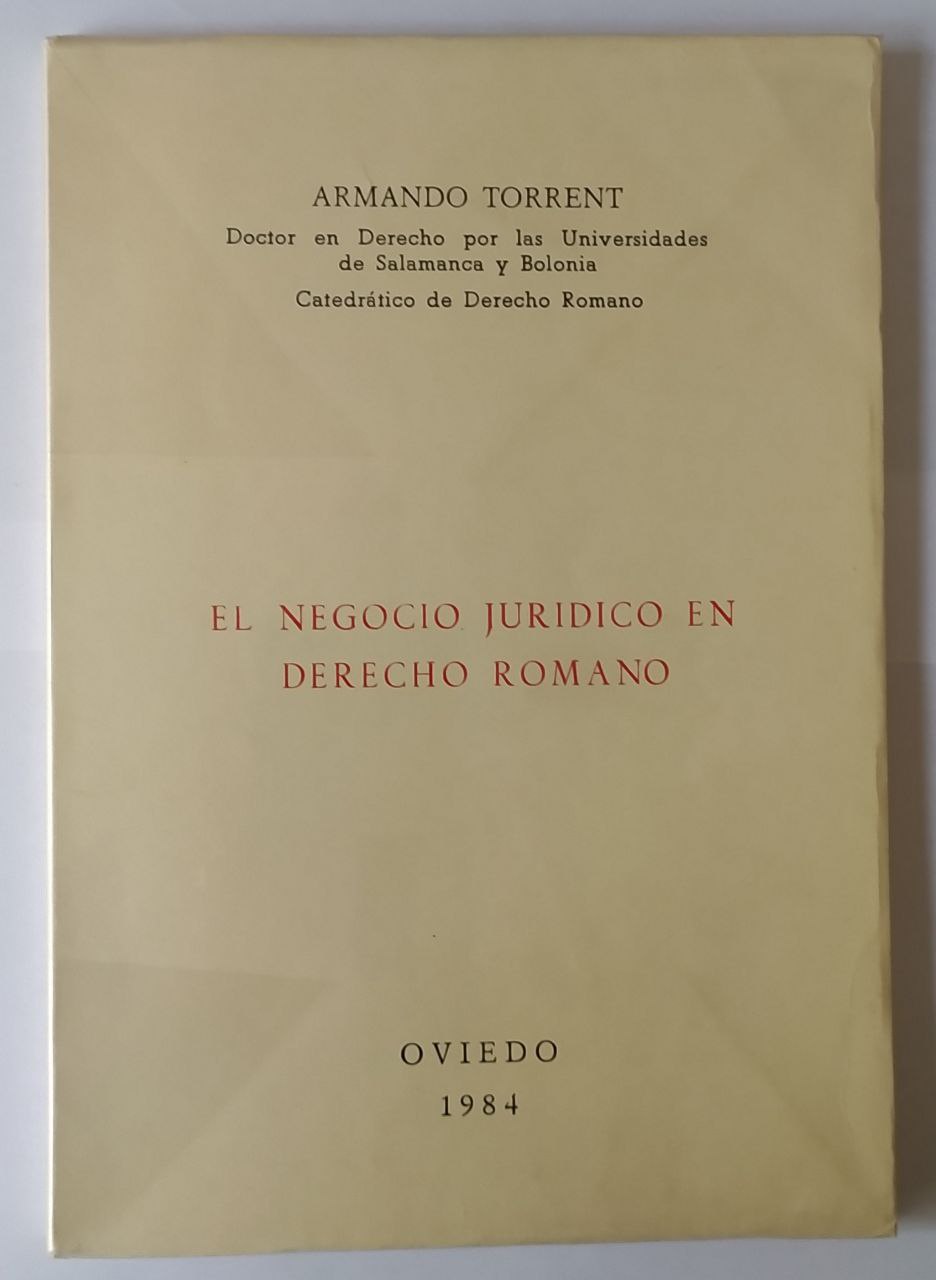 ARMANDO TORRENT
Doctor en Derecho por las Universidades
de Salamanca y Bolonia
Catedrático de Derecho Romano
EL NEGOCIO JURIDICO EN
DERECHO ROMANO
OVIEDO
1984